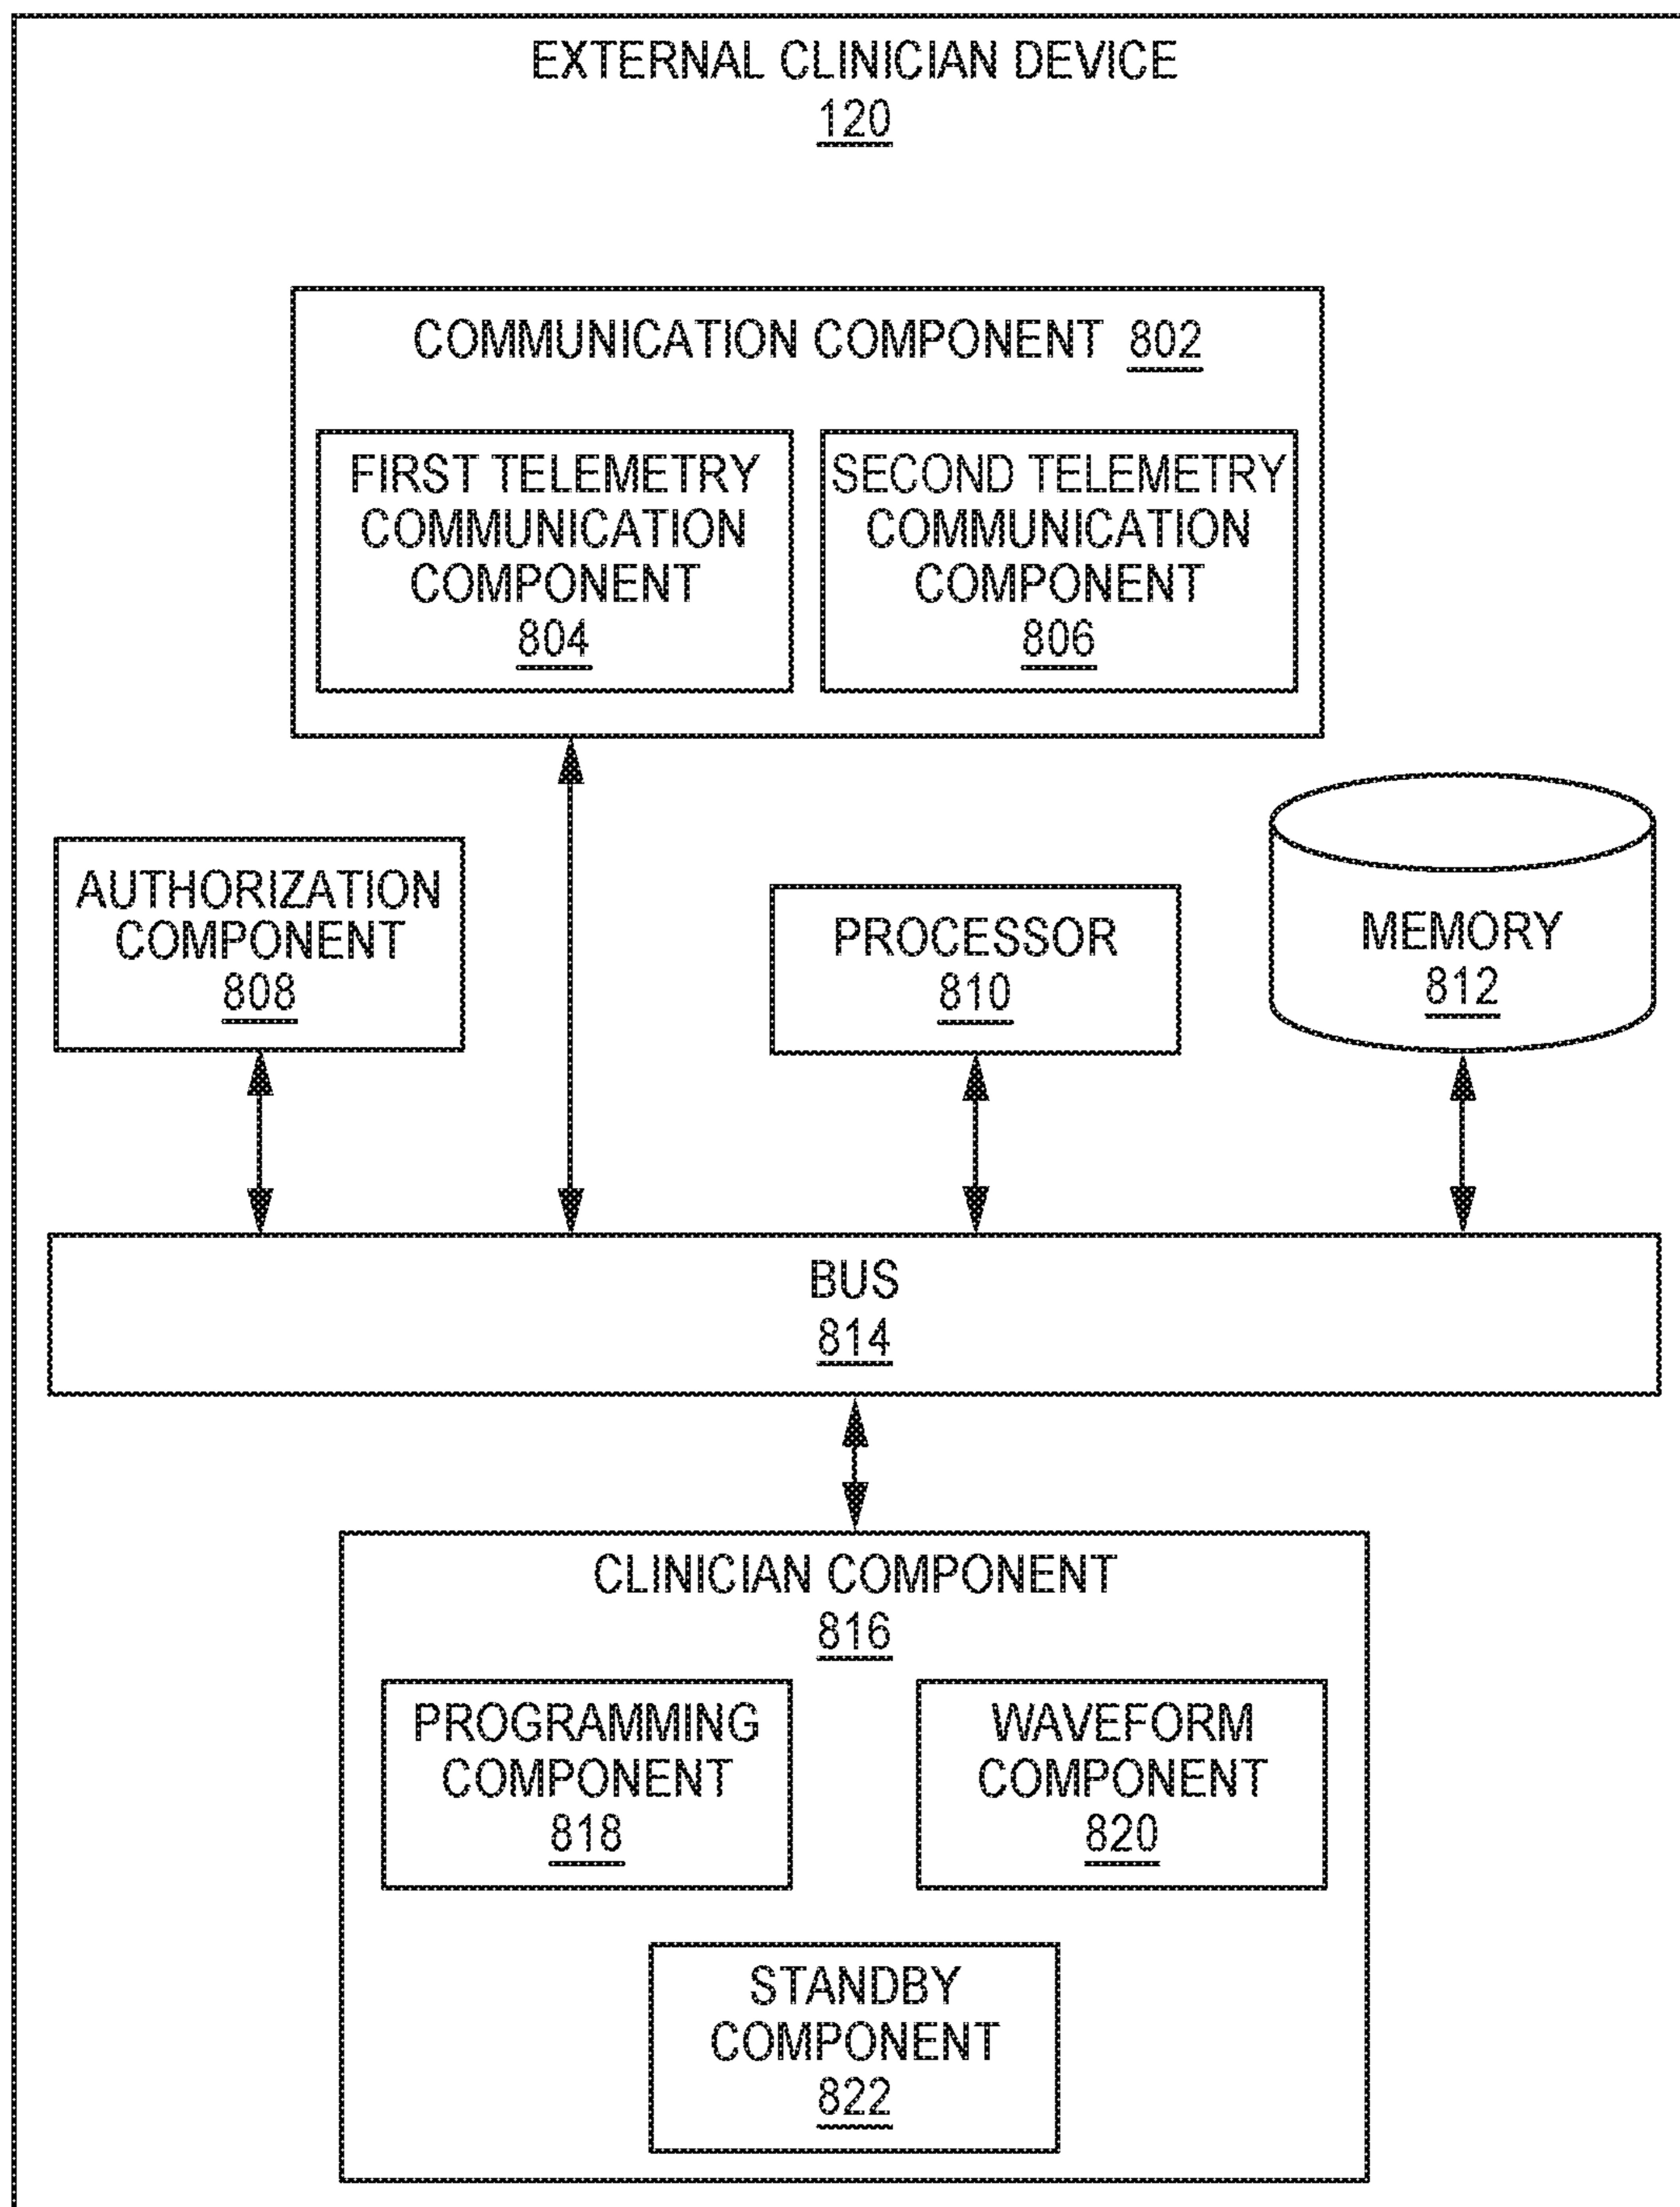 EXTERNAL CLINICIAN DEVICE
120
COMMUNICATION COMPONENT 802
FIRST TELEMETRY
COMMUNICATION
COMPONENT
804
SECOND TELEMETRY
COMMUNICATION
COMPONENT
806
AUTHORIZATION
COMPONENT
808
PROCESSOR
810
MEMORY
812
BUS
814
CLINICIAN COMPONENT
816
PROGRAMMING
COMPONENT
818
WAVEFORM
COMPONENT
820
STANDBY
COMPONENT
822